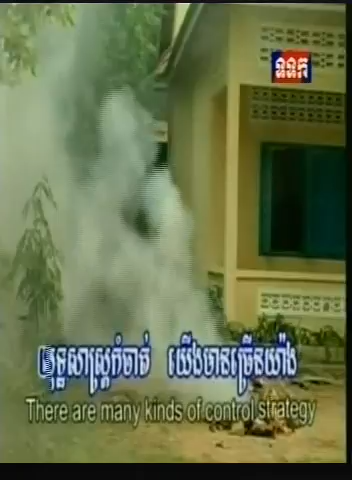 ទទក
យុទ្ធសាស្ត្រកំចាត់ យើងមានច្រើនយ៉ាង
There are many kinds of control strategy